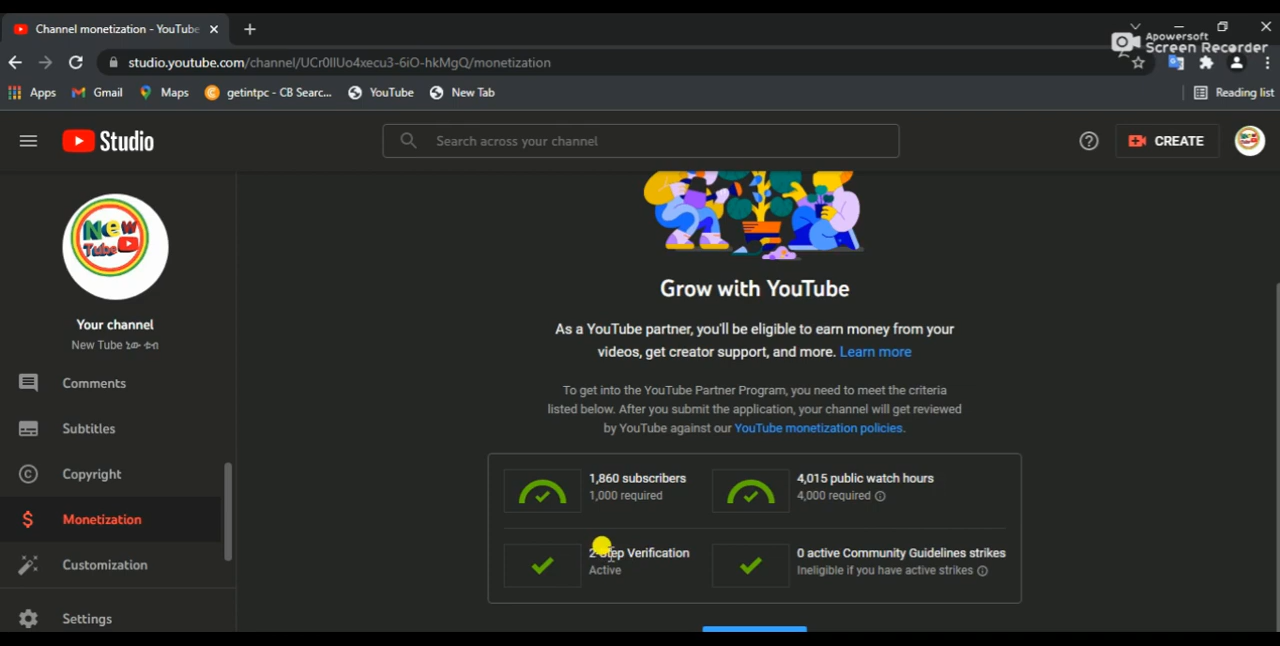 Channel monetization - YouTube
Apowersoft
Screen Recorder
studio.youtube.com/channel/UCr0IlUo4xecu3-6iO-hkMgQ/monetization
Apps
Gmail
Maps
getintpc - CB Searc...
YouTube
New Tab
Reading list
Studio
Search across your channel
CREATE
New
Tube
Your channel
New Tube
Comments
Subtitles
Copyright
Monetization
Customization
Settings
Grow with YouTube
As a YouTube partner, you'll be eligible to earn money from your
videos, get creator support, and more. Learn more
To get into the YouTube Partner Program, you need to meet the criteria
listed below. After you submit the application, your channel will get reviewed
by YouTube against our YouTube monetization policies.
1,860 subscribers
1,000 required
4,015 public watch hours
4,000 required
2-Step Verification
Active
0 active Community Guidelines strikes
Ineligible if you have active strikes